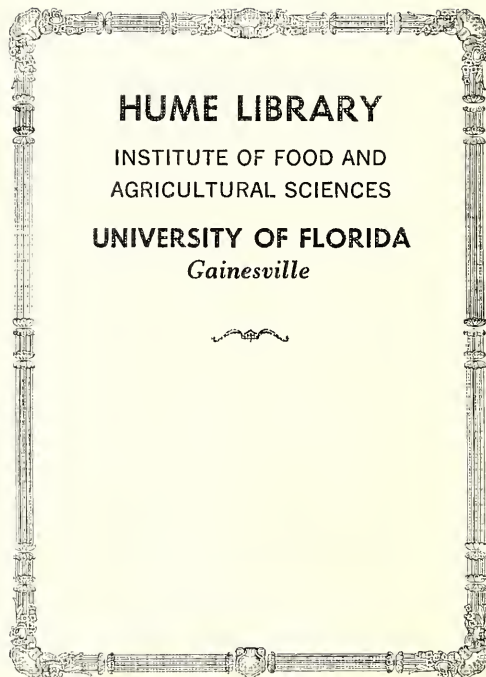 HUME LIBRARY
INSTITUTE OF FOOD AND
AGRICULTURAL SCIENCES
UNIVERSITY OF FLORIDA
Gainesville